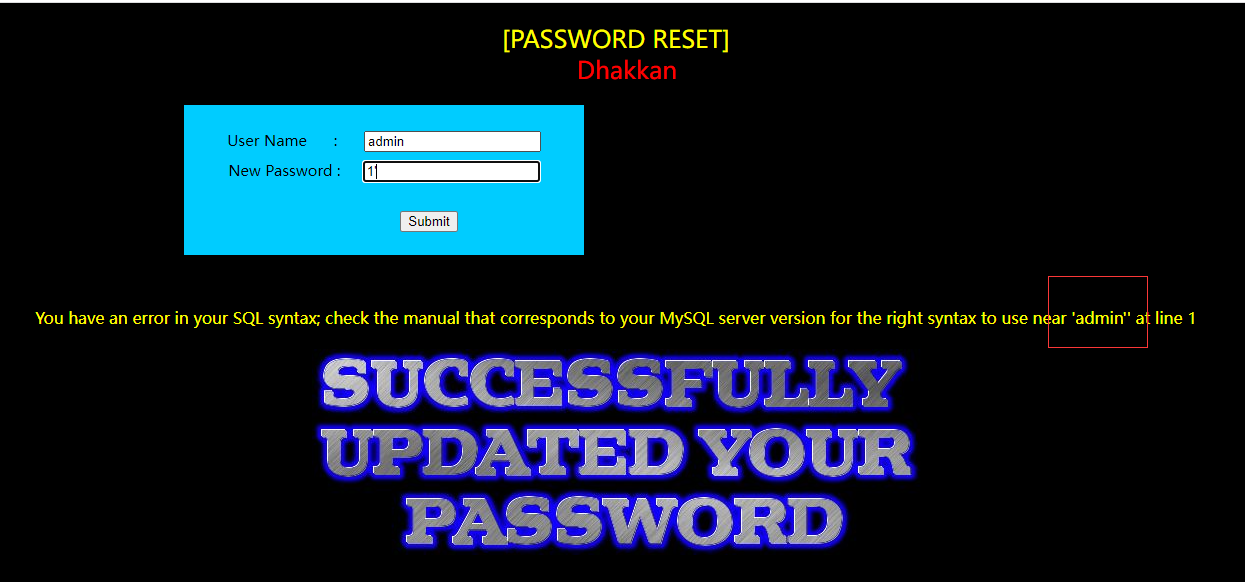 [PASSWORD RESET]
Dhakkan
User Name : admin
New Password : 1'
Submit
You have an error in your SQL syntax; check the manual that corresponds to your MySQL server version for the right syntax to use near 'admin'' at line 1
SUCCESSFULLY
UPDATED YOUR
PASSWORD